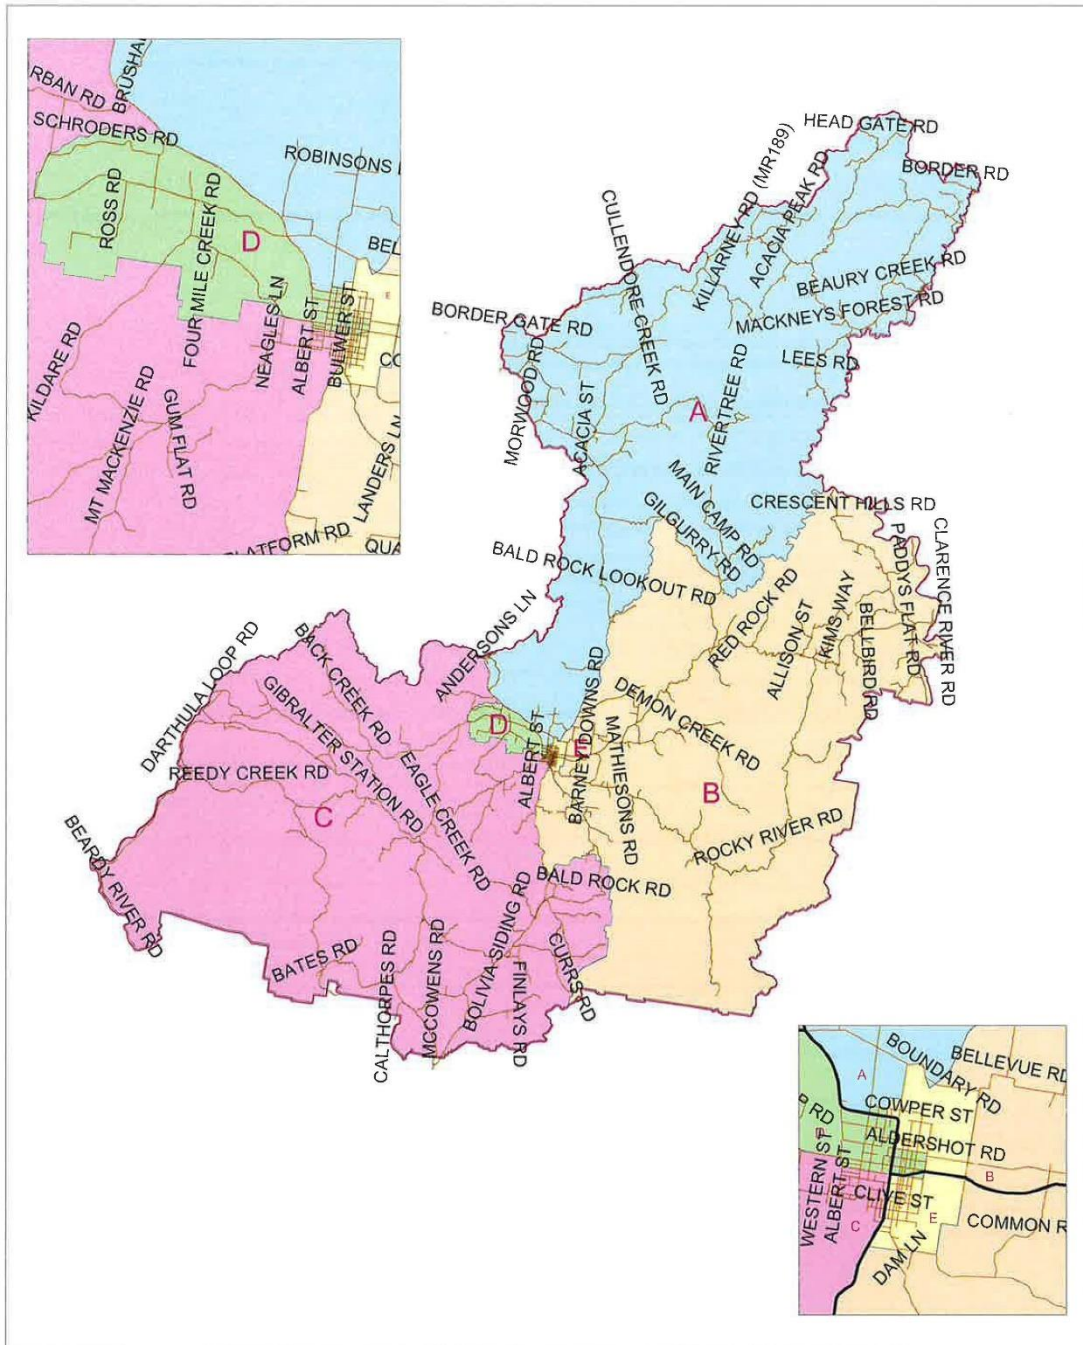 RBAN RD
BRUSHA
SCHRODERS RD
ROBINSONS
ROSS RD
FOUR MILE CREEK RD
D
BEL
NEAGLES LN
ALBERT ST
BULWER ST
E
CO
KILDARE RD
MT MACKENZIE RD
GUM FLAT RD
LANDERS LN
LATFORM RD
QUA
HEAD GATE RD
BORDER RD
KILLARNEY RD (MR189)
ACACIA PEAK RD
CULLENDORE CREEK RD
BEAURY CREEK RD
MACKNEYS FOREST RD
BORDER GATE RD
LEES RD
MORWOOD RD
ACACIA ST
A
RIVERTREE RD
MAIN CAMP RD
GILGURRY RD
CRESCENT HILLS RD
PADDYS FLAT RD
CLARENCE RIVER RD
BALD ROCK LOOKOUT RD
RED ROCK RD
ALLISON ST
KIMS WAY
BELLBIRD RD
ANDERSONS LN
DARTHULA LOOP RD
BACK CREEK RD
GIBRALTER STATION RD
DEMON CREEK RD
BARNEY DOWNS RD
MATHIESONS RD
D
ALBERT ST
E
REEDY CREEK RD
EAGLE CREEK RD
C
B
ROCKY RIVER RD
BEARDY RIVER RD
BALD ROCK RD
BATES RD
CALTHORPES RD
MCCOWENS RD
BOLIVIA SIDING RD
FINLAYS RD
CURRS RD
A
BOUNDARY RD
BELLEVUE RD
COWPER ST
P RD
D
ALDERSHOT RD
WESTERN ST
ALBERT ST
B
CLIVE ST
C
E
COMMON R
DAM LN